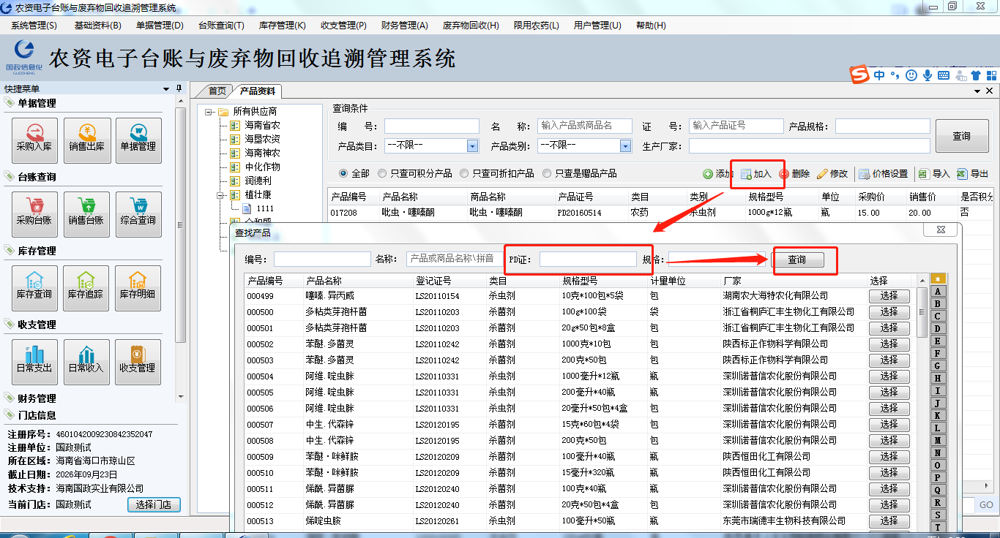 农资电子台账与废弃物回收追溯管理系统
系统管理(S) 基础资料(B) 单据管理(D) 台账查询(T) 库存管理(K) 收支管理(P) 财务管理(A) 废弃物回收(H) 限用农药(L) 用户管理(U) 帮助(H)
国政信息化
农资电子台账与废弃物回收追溯管理系统
中
快捷菜单
单据管理
采购入库 销售出库 单据管理
台账查询
采购台账 销售台账 综合查询
库存管理
库存查询 库存追踪 库存明细
收支管理
日常支出 日常收入 收支管理
财务管理
门店信息
注册序号: 4601042009230842352047
注册单位: 国政测试
所在区域: 海南省海口市琼山区
截止日期: 2026年09月23日
技术支持: 海南国政实业有限公司
当前门店: 国政测试 选择门店
首页 产品资料
所有供应商
海南省农
海垦农资
海南神农
中化作物
润德利
植壮康
1111
查询条件
编 号: 名 称: 输入产品或商品名 证 号: 输入产品证号 产品规格: 查询
产品类目: --不限-- 产品类别: --不限-- 生产厂家:
全部 只查可积分产品 只查可折扣产品 只查是赠品产品 添加 加入 删除 修改 价格设置 导入 导出
产品编号 产品名称 商品名称 产品证号 类目 类别 规格型号 单位 采购价 销售价 是否积分
017208 吡虫·噻嗪酮 吡虫·噻嗪酮 PD20160514 农药 杀虫剂 1000g*12瓶 瓶 15.00 20.00 否
查找产品
编号: 名称: 产品或商品名称\拼音 PD证: 规格: 查询
产品编号 产品名称 登记证号 类目 规格型号 计量单位 厂家 选择
000499 噻嗪.异丙威 LS20110154 杀虫剂 10克*100包*5袋 包 湖南农大海特农化有限公司 选择
000500 多粘类芽孢杆菌 LS20110203 杀菌剂 100g*100袋 袋 浙江省桐庐汇丰生物化工有限公司 选择
000501 多粘类芽孢杆菌 LS20110203 杀菌剂 20g*50包*8盒 包 浙江省桐庐汇丰生物化工有限公司 选择
000502 苯醚.多菌灵 LS20110242 杀菌剂 1000克*10包 包 陕西标正作物科学有限公司 选择
000503 苯醚.多菌灵 LS20110242 杀菌剂 200克*50包 包 陕西标正作物科学有限公司 选择
000504 阿维.啶虫脒 LS20110331 杀虫剂 1000毫升*12瓶 瓶 深圳诺普信农化股份有限公司 选择
000505 阿维.啶虫脒 LS20110331 杀虫剂 200毫升*40瓶 瓶 深圳诺普信农化股份有限公司 选择
000506 阿维.啶虫脒 LS20110331 杀虫剂 20毫升*50包*4盒 包 深圳诺普信农化股份有限公司 选择
000507 中生.代森锌 LS20120195 杀菌剂 15克*60包*4袋 包 深圳诺普信农化股份有限公司 选择
000508 中生.代森锌 LS20120195 杀菌剂 200克*50包 包 深圳诺普信农化股份有限公司 选择
000509 苯醚·咪鲜胺 LS20120209 杀菌剂 100毫升*40瓶 瓶 陕西恒田化工有限公司 选择
000510 苯醚·咪鲜胺 LS20120209 杀菌剂 15毫升*320瓶 瓶 陕西恒田化工有限公司 选择
000511 烯酰.异菌脲 LS20120240 杀菌剂 100克*40瓶 瓶 深圳诺普信农化股份有限公司 选择
000512 烯酰.异菌脲 LS20120240 杀菌剂 20克*50包*4盒 包 深圳诺普信农化股份有限公司 选择
000513 烯啶虫胺 LS20120261 杀虫剂 100毫升*50瓶 瓶 东莞市瑞德丰生物科技有限公司 选择
*
A
B
C
D
E
F
G
H
I
J
K
L
M
N
O
P
Q
R
S
T
GO